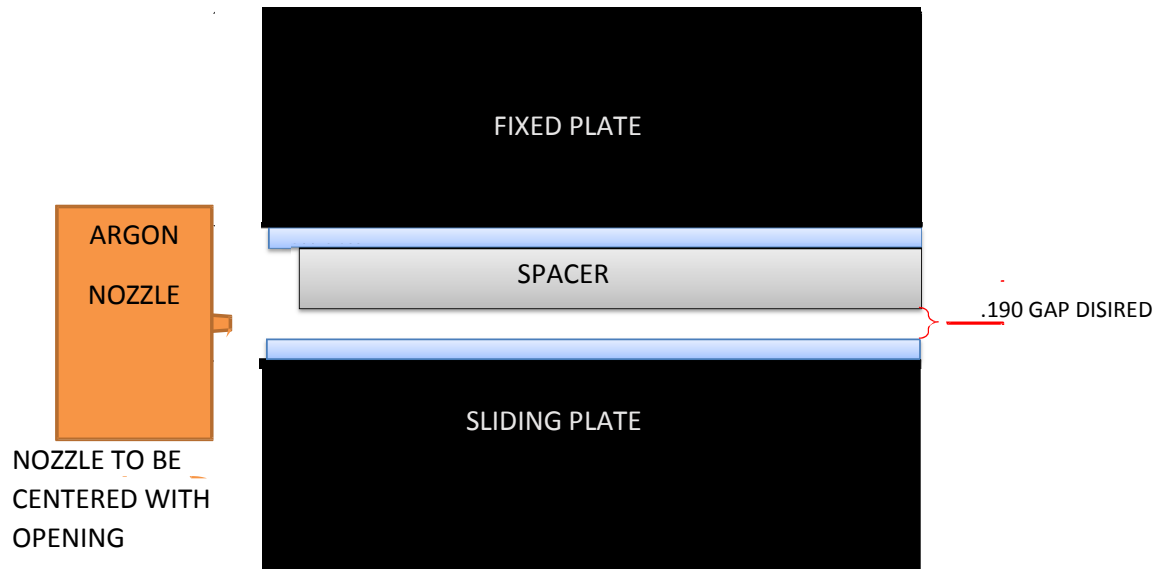 FIXED PLATE
ARGON
NOZZLE
SPACER
.190 GAP DISIRED
SLIDING PLATE
NOZZLE TO BE
CENTERED WITH
OPENING